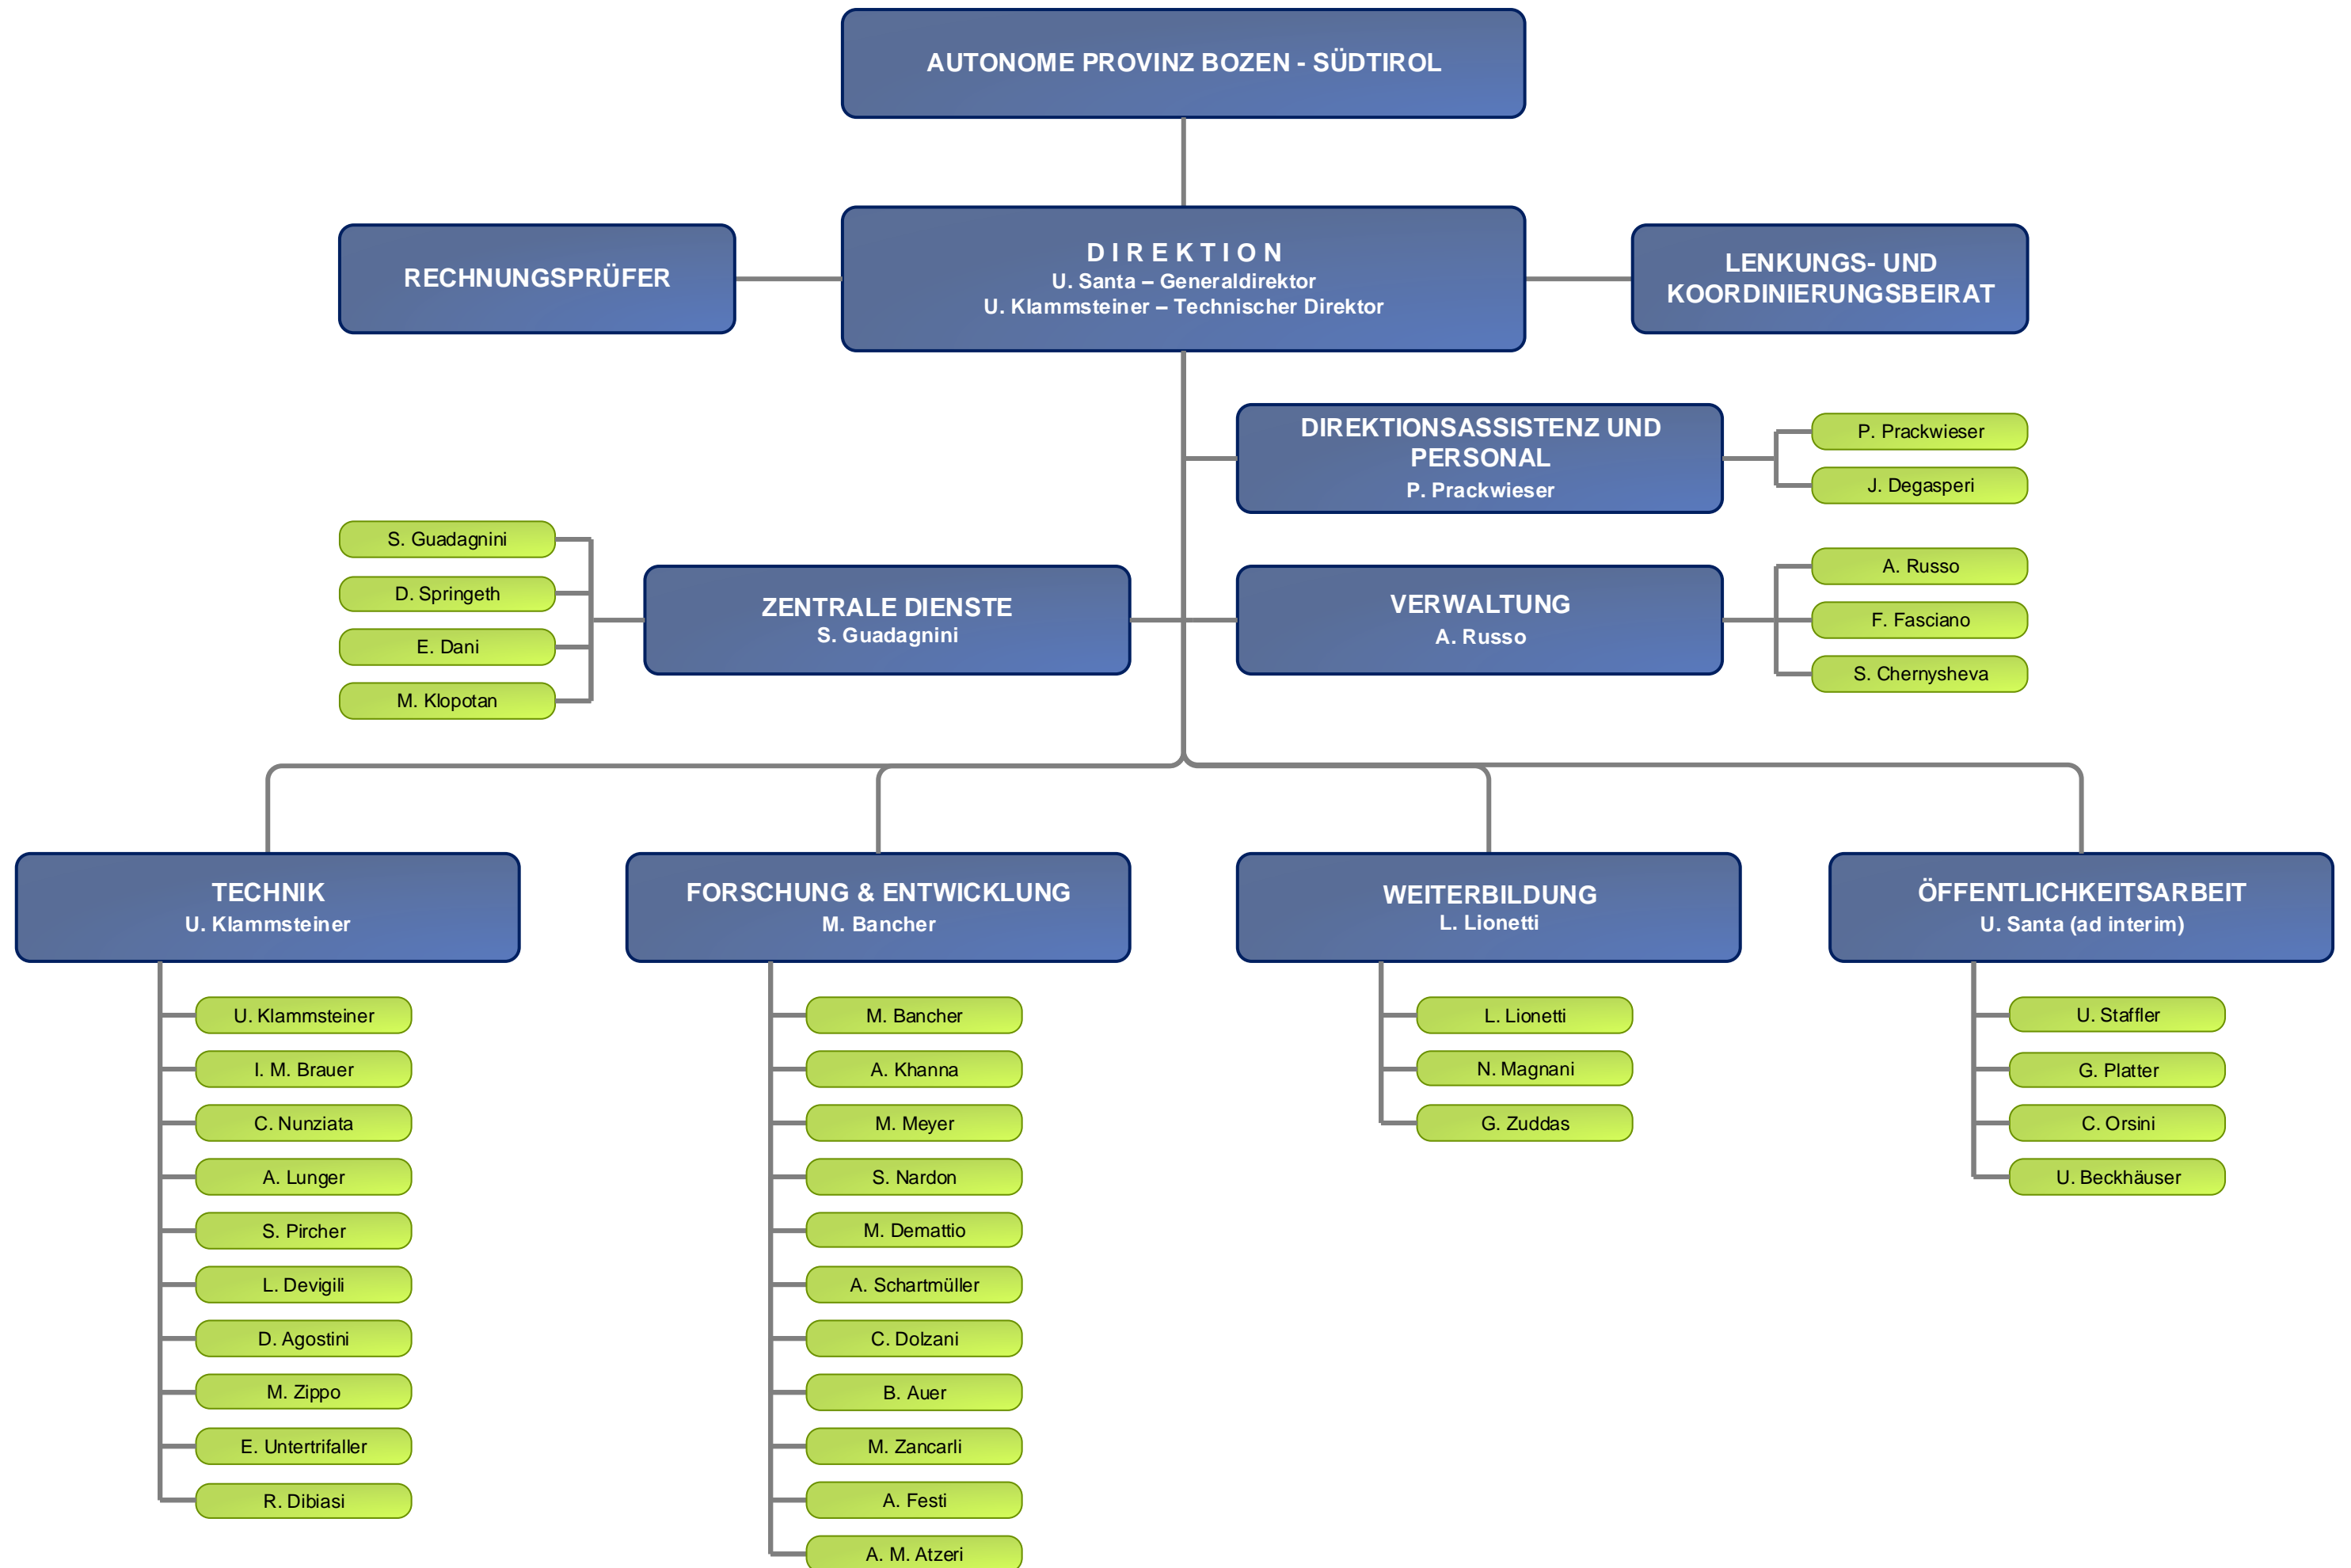 AUTONOME PROVINZ BOZEN - SÜDTIROL
RECHNUNGSPRÜFER
DIREKTION
U. Santa – Generaldirektor
U. Klammsteiner – Technischer Direktor
LENKUNGS- UND
KOORDINIERUNGSBEIRAT
DIREKTIONSASSISTENZ UND
PERSONAL
P. Prackwieser
P. Prackwieser
J. Degasperi
S. Guadagnini
D. Springeth
E. Dani
M. Klopotan
ZENTRALE DIENSTE
S. Guadagnini
VERWALTUNG
A. Russo
A. Russo
F. Fasciano
S. Chernysheva
TECHNIK
U. Klammsteiner
U. Klammsteiner
I. M. Brauer
C. Nunziata
A. Lunger
S. Pircher
L. Devigili
D. Agostini
M. Zippo
E. Untertrifaller
R. Dibiasi
FORSCHUNG & ENTWICKLUNG
M. Bancher
M. Bancher
A. Khanna
M. Meyer
S. Nardon
M. Demattio
A. Schartmüller
C. Dolzani
B. Auer
M. Zancarli
A. Festi
A. M. Atzeri
WEITERBILDUNG
L. Lionetti
L. Lionetti
N. Magnani
G. Zuddas
ÖFFENTLICHKEITSARBEIT
U. Santa (ad interim)
U. Staffler
G. Platter
C. Orsini
U. Beckhäuser